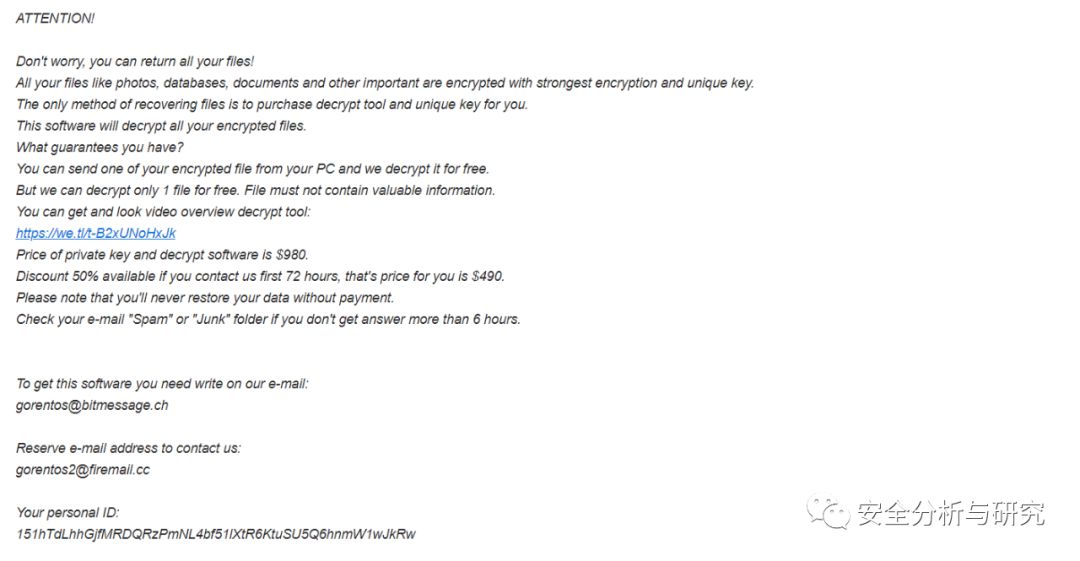 ATTENTION!
Don't worry, you can return all your files!
All your files like photos, databases, documents and other important are encrypted with strongest encryption and unique key.
The only method of recovering files is to purchase decrypt tool and unique key for you.
This software will decrypt all your encrypted files.
What guarantees you have?
You can send one of your encrypted file from your PC and we decrypt it for free.
But we can decrypt only 1 file for free. File must not contain valuable information.
You can get and look video overview decrypt tool:
https://we.tl/t-B2xUNoHxJk
Price of private key and decrypt software is $980.
Discount 50% available if you contact us first 72 hours, that's price for you is $490.
Please note that you'll never restore your data without payment.
Check your e-mail "Spam" or "Junk" folder if you don't get answer more than 6 hours.
To get this software you need write on our e-mail:
gorentos@bitmessage.ch
Reserve e-mail address to contact us:
gorentos2@firemail.cc
Your personal ID:
151hTdLhhGjfMRDQRzPmNL4bf51lXtR6KtuSU5Q6hnmW1wJkRw
安全分析与研究